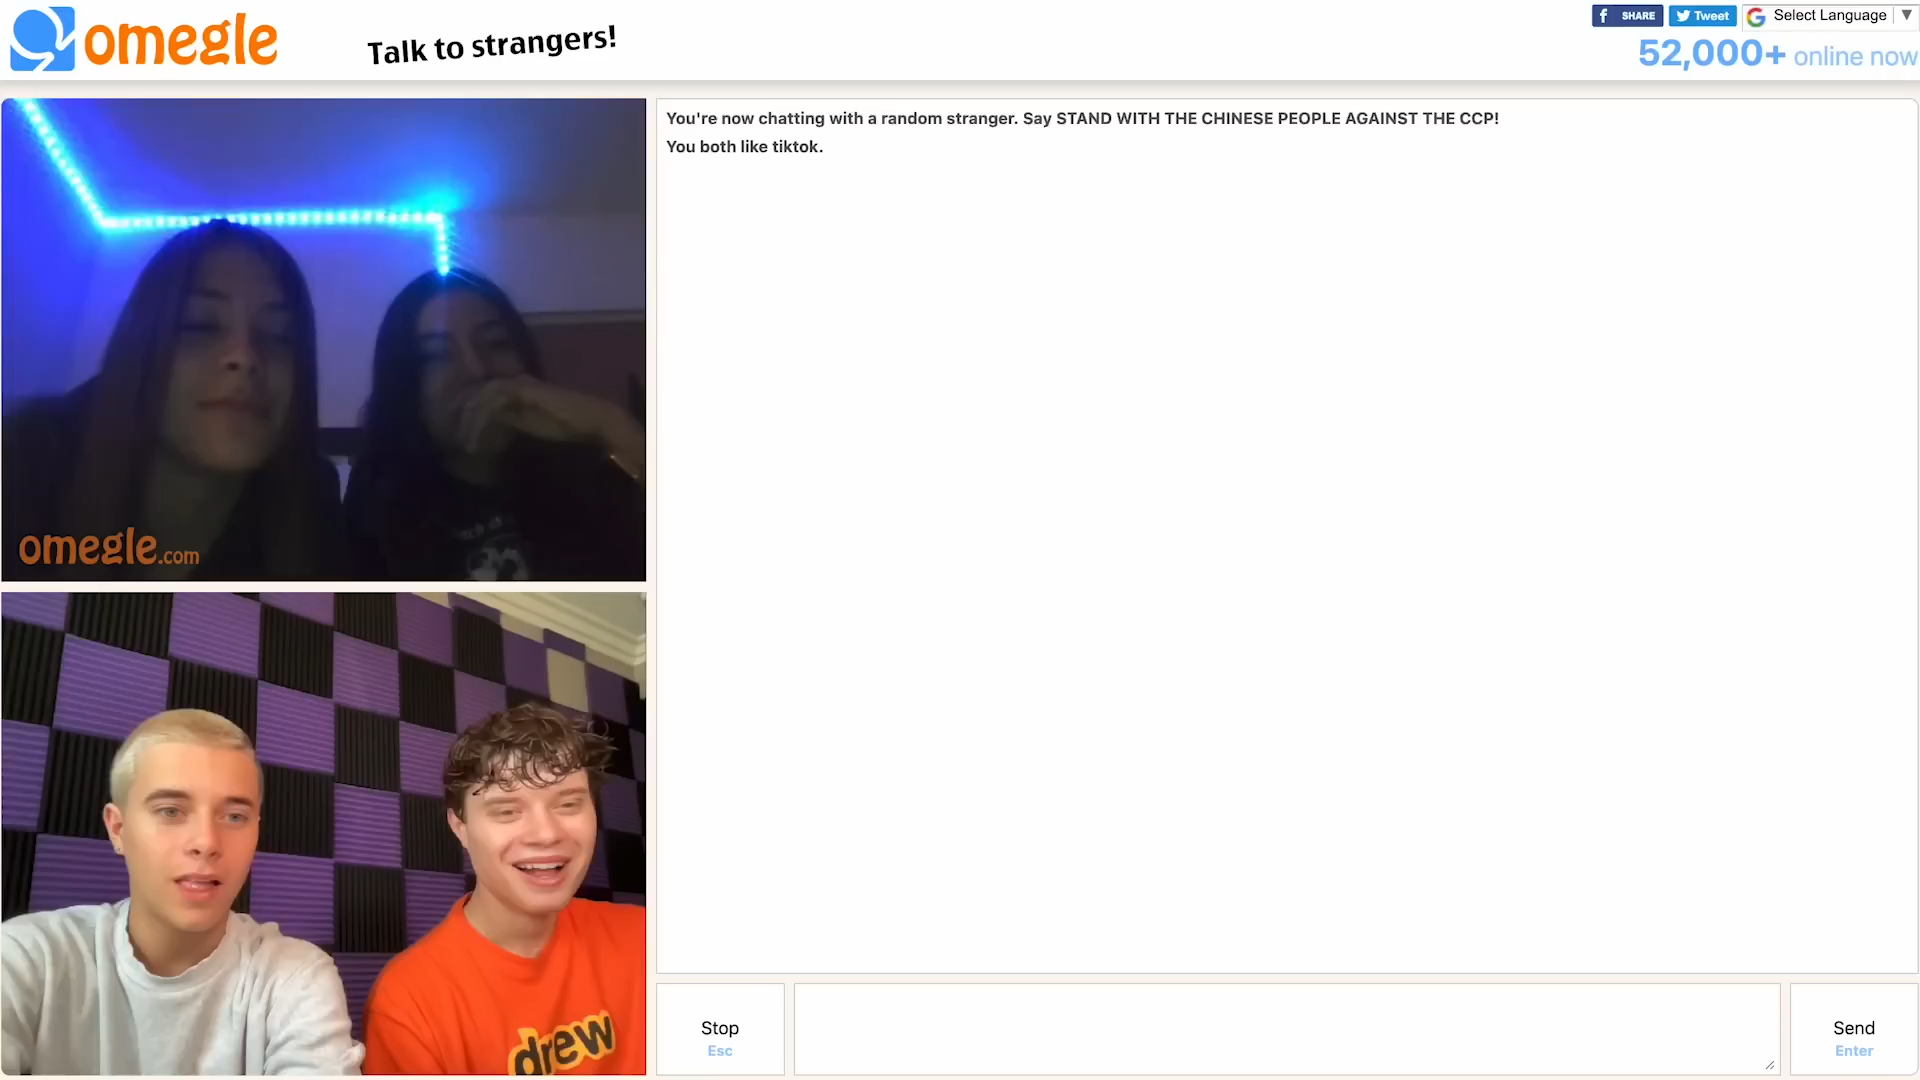 omegle
Talk to strangers!
SHARE
Tweet
Select Language
52,000+ online now
You're now chatting with a random stranger. Say STAND WITH THE CHINESE PEOPLE AGAINST THE CCP!
You both like tiktok.
omegle.com
drew
Stop
Esc
Send
Enter